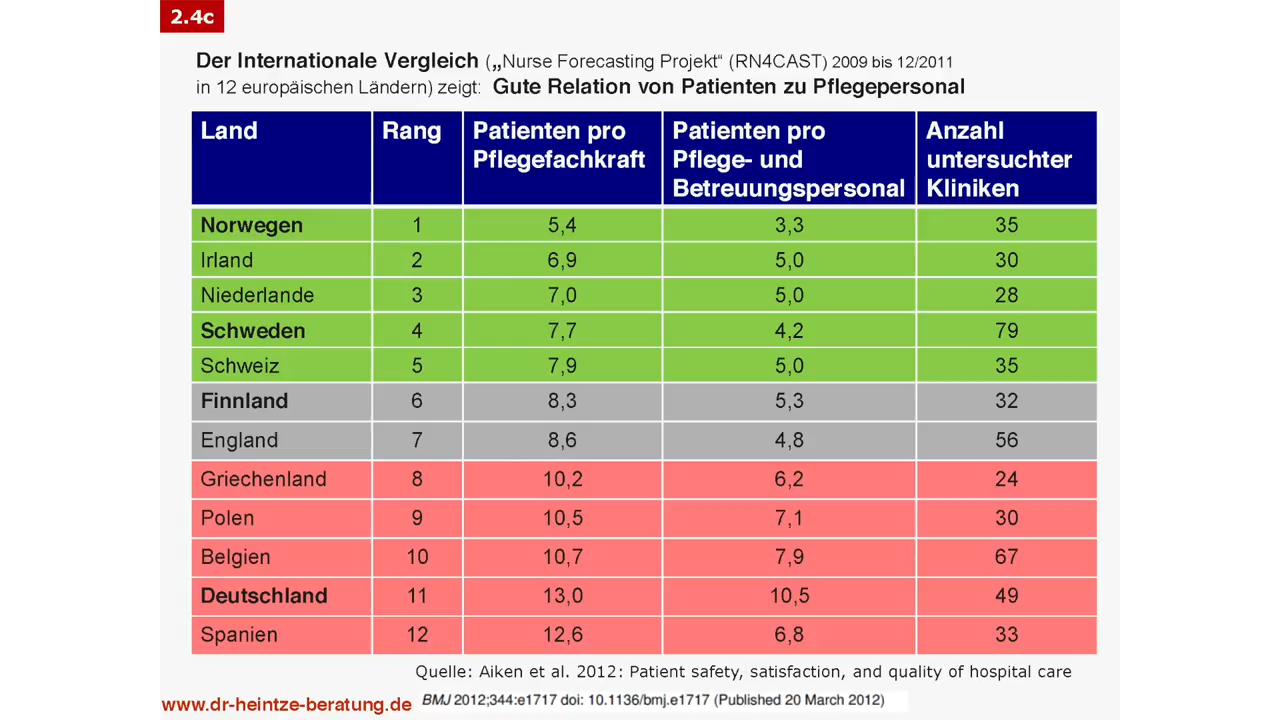 2.4c
Der Internationale Vergleich („Nurse Forecasting Projekt“ (RN4CAST) 2009 bis 12/2011
in 12 europäischen Ländern) zeigt: Gute Relation von Patienten zu Pflegepersonal
Land Rang Patienten pro Pflegefachkraft Patienten pro Pflege- und Betreuungspersonal Anzahl untersuchter Kliniken
Norwegen 1 5,4 3,3 35
Irland 2 6,9 5,0 30
Niederlande 3 7,0 5,0 28
Schweden 4 7,7 4,2 79
Schweiz 5 7,9 5,0 35
Finnland 6 8,3 5,3 32
England 7 8,6 4,8 56
Griechenland 8 10,2 6,2 24
Polen 9 10,5 7,1 30
Belgien 10 10,7 7,9 67
Deutschland 11 13,0 10,5 49
Spanien 12 12,6 6,8 33
Quelle: Aiken et al. 2012: Patient safety, satisfaction, and quality of hospital care
www.dr-heintze-beratung.de BMJ 2012;344:e1717 doi: 10.1136/bmj.e1717 (Published 20 March 2012)